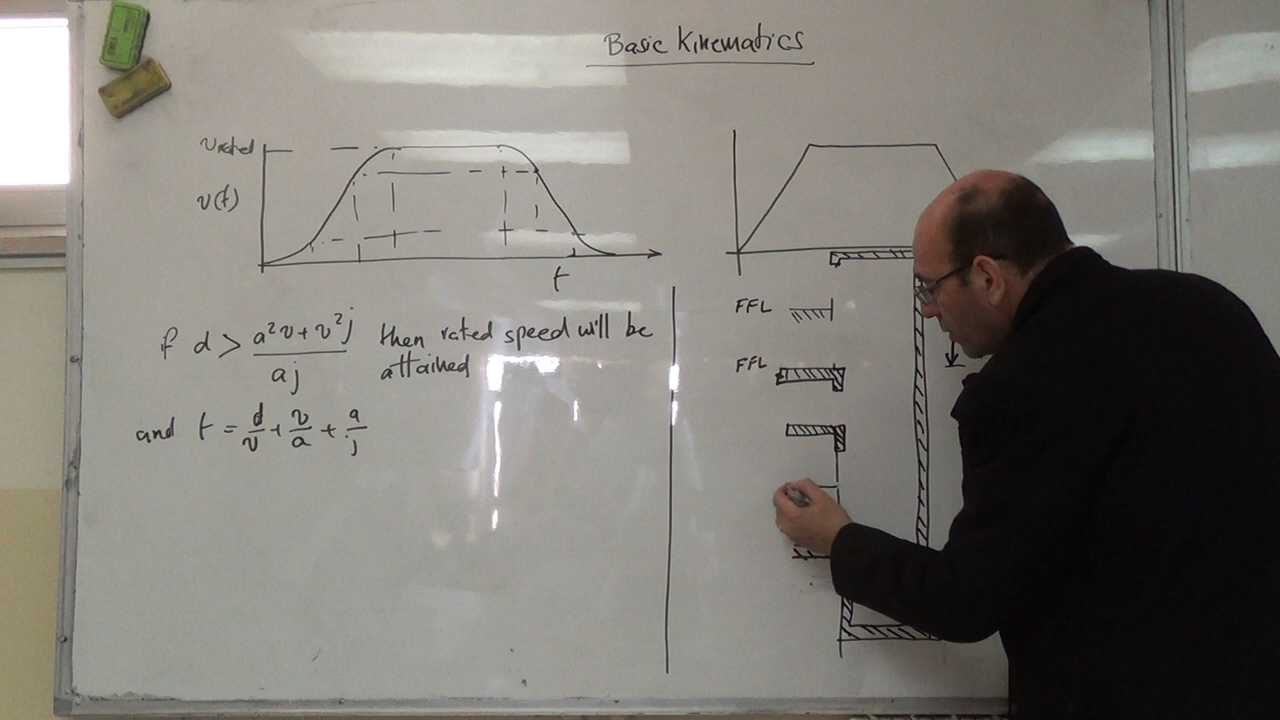 Basic Kinematics
v rated
v(t)
t
if d > a²v + v²j / aj then rated speed will be
attained
and t = d/v + v/a + a/j
FFL
FFL